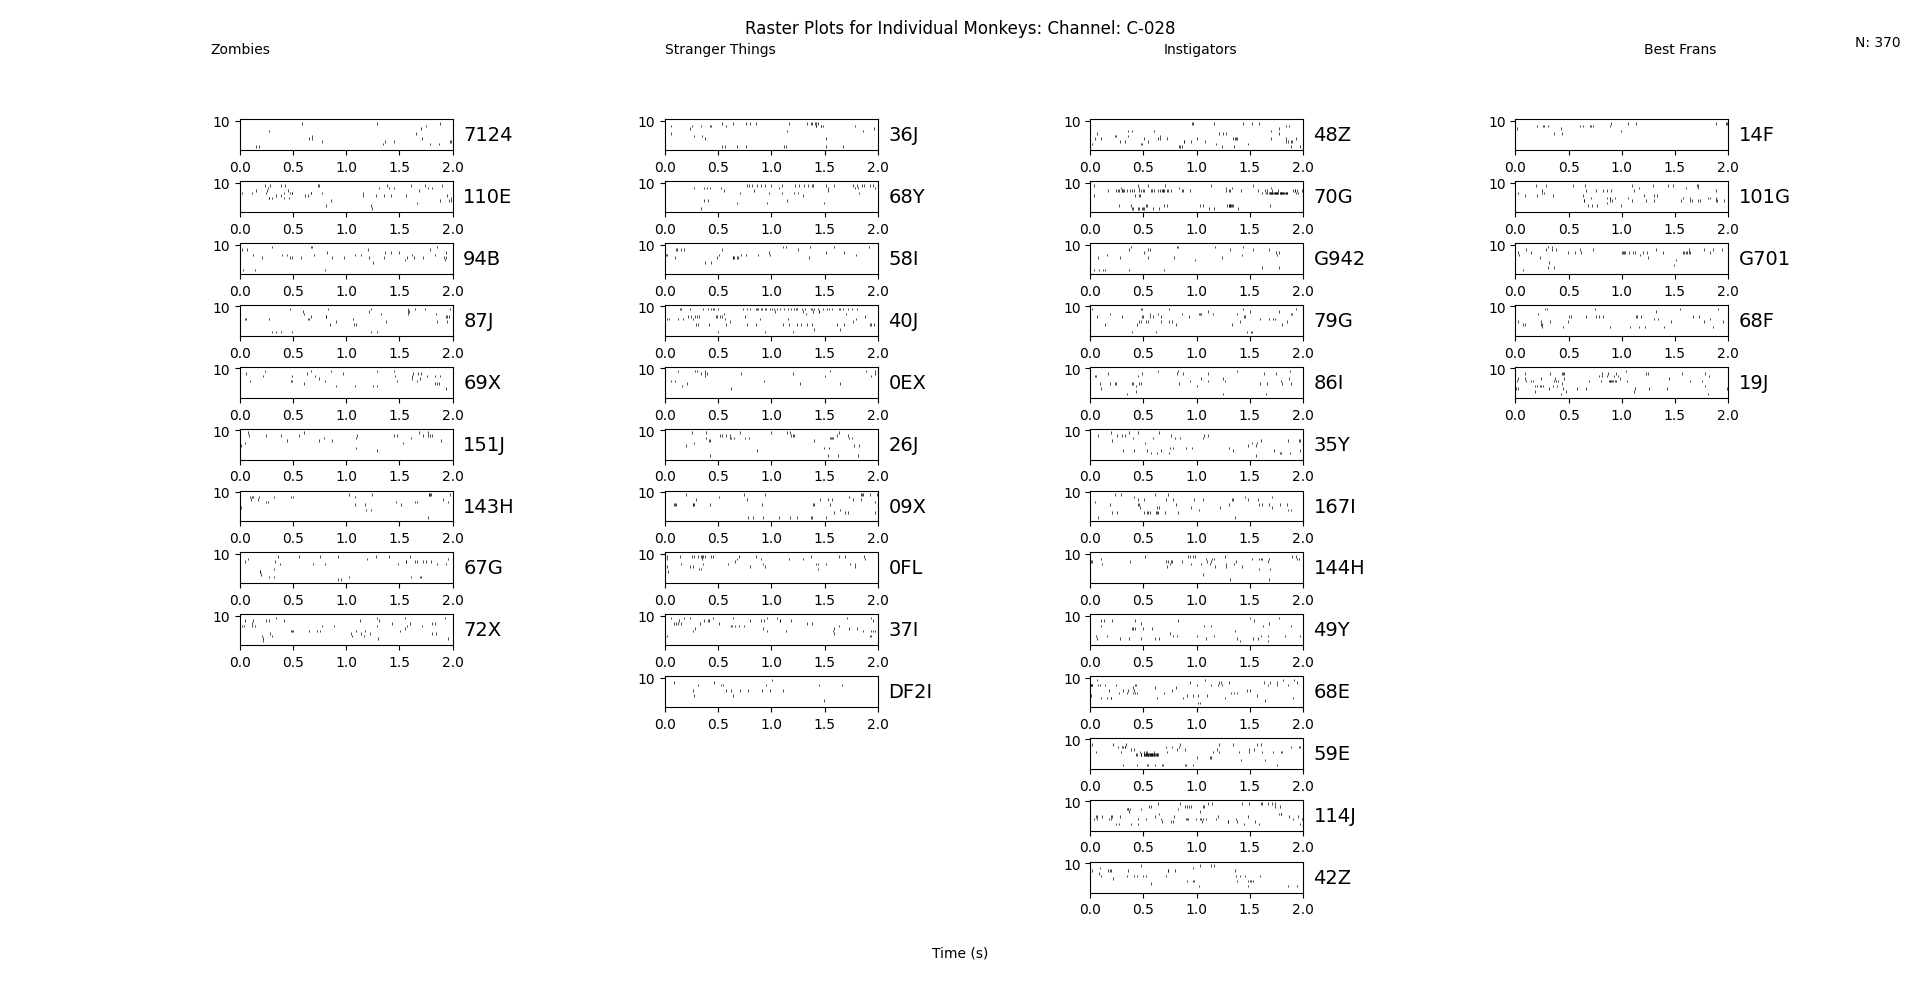 Raster Plots for Individual Monkeys: Channel: C-028
Zombies Stranger Things Instigators Best Frans N: 370
10 7124 10 36J 10 48Z 10 14F
0.0 0.5 1.0 1.5 2.0 0.0 0.5 1.0 1.5 2.0 0.0 0.5 1.0 1.5 2.0 0.0 0.5 1.0 1.5 2.0
10 110E 10 68Y 10 70G 10 101G
0.0 0.5 1.0 1.5 2.0 0.0 0.5 1.0 1.5 2.0 0.0 0.5 1.0 1.5 2.0 0.0 0.5 1.0 1.5 2.0
10 94B 10 58I 10 G942 10 G701
0.0 0.5 1.0 1.5 2.0 0.0 0.5 1.0 1.5 2.0 0.0 0.5 1.0 1.5 2.0 0.0 0.5 1.0 1.5 2.0
10 87J 10 40J 10 79G 10 68F
0.0 0.5 1.0 1.5 2.0 0.0 0.5 1.0 1.5 2.0 0.0 0.5 1.0 1.5 2.0 0.0 0.5 1.0 1.5 2.0
10 69X 10 0EX 10 86I 10 19J
0.0 0.5 1.0 1.5 2.0 0.0 0.5 1.0 1.5 2.0 0.0 0.5 1.0 1.5 2.0 0.0 0.5 1.0 1.5 2.0
10 151J 10 26J 10 35Y
0.0 0.5 1.0 1.5 2.0 0.0 0.5 1.0 1.5 2.0 0.0 0.5 1.0 1.5 2.0
10 143H 10 09X 10 167I
0.0 0.5 1.0 1.5 2.0 0.0 0.5 1.0 1.5 2.0 0.0 0.5 1.0 1.5 2.0
10 67G 10 0FL 10 144H
0.0 0.5 1.0 1.5 2.0 0.0 0.5 1.0 1.5 2.0 0.0 0.5 1.0 1.5 2.0
10 72X 10 37I 10 49Y
0.0 0.5 1.0 1.5 2.0 0.0 0.5 1.0 1.5 2.0 0.0 0.5 1.0 1.5 2.0
10 DF2I 10 68E
0.0 0.5 1.0 1.5 2.0 0.0 0.5 1.0 1.5 2.0
10 59E
0.0 0.5 1.0 1.5 2.0
10 114J
0.0 0.5 1.0 1.5 2.0
10 42Z
0.0 0.5 1.0 1.5 2.0
Time (s)